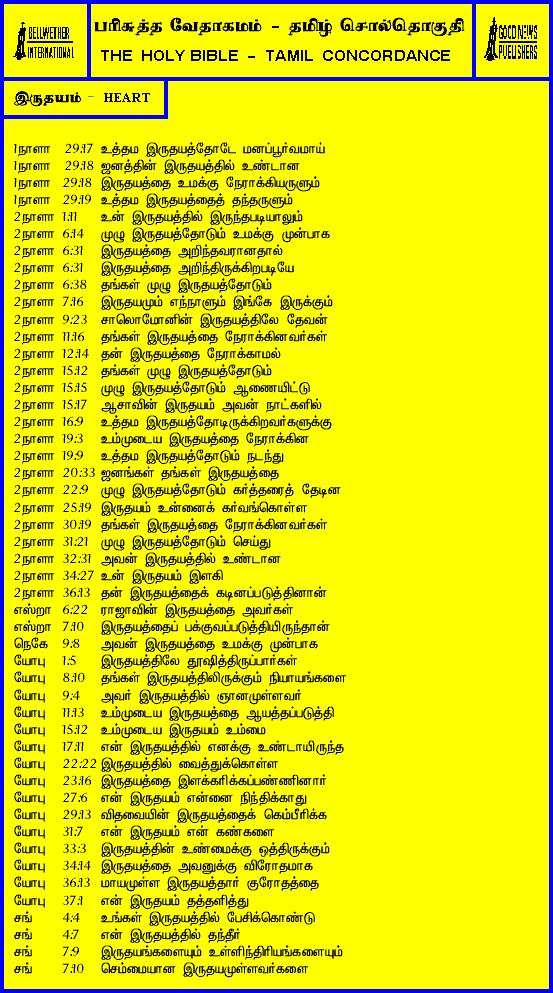 BELLWETHER
INTERNATIONAL
பரிசுத்த வேதாகமம் - தமிழ் சொல்தொகுதி
THE HOLY BIBLE - TAMIL CONCORDANCE
GOOD NEWS
PUBLISHERS
இருதயம் - HEART
1நாளா 29:17 உத்தம இருதயத்தோடே மனப்பூர்வமாய்
1நாளா 29:18 ஜனத்தின் இருதயத்தில் உண்டான
1நாளா 29:18 இருதயத்தை உமக்கு நேராக்கியருளும்
1நாளா 29:19 உத்தம இருதயத்தைத் தந்தருளும்
2நாளா 1:11 உன் இருதயத்தில் இருந்தபடியாலும்
2நாளா 6:14 முழு இருதயத்தோடும் உமக்கு முன்பாக
2நாளா 6:31 இருதயத்தை அறிந்தவரானதால்
2நாளா 6:31 இருதயத்தை அறிந்திருக்கிறபடியே
2நாளா 6:38 தங்கள் முழு இருதயத்தோடும்
2நாளா 7:16 இருதயமும் எந்நாளும் இங்கே இருக்கும்
2நாளா 9:23 சாலொமோனின் இருதயத்திலே தேவன்
2நாளா 11:16 தங்கள் இருதயத்தை நேராக்கினவர்கள்
2நாளா 12:14 தன் இருதயத்தை நேராக்காமல்
2நாளா 15:12 தங்கள் முழு இருதயத்தோடும்
2நாளா 15:15 முழு இருதயத்தோடும் ஆணையிட்டு
2நாளா 15:17 ஆசாவின் இருதயம் அவன் நாட்களில்
2நாளா 16:9 உத்தம இருதயத்தோடிருக்கிறவர்களுக்கு
2நாளா 19:3 உம்முடைய இருதயத்தை நேராக்கின
2நாளா 19:9 உத்தம இருதயத்தோடும் நடந்து
2நாளா 20:33 ஜனங்கள் தங்கள் இருதயத்தை
2நாளா 22:9 முழு இருதயத்தோடும் கர்த்தரைத் தேடின
2நாளா 25:19 இருதயம் உன்னைக் கர்வங்கொள்ள
2நாளா 30:19 தங்கள் இருதயத்தை நேராக்கினவர்கள்
2நாளா 31:21 முழு இருதயத்தோடும் செய்து
2நாளா 32:31 அவன் இருதயத்தில் உண்டான
2நாளா 34:27 உன் இருதயம் இளகி
2நாளா 36:13 தன் இருதயத்தைக் கடினப்படுத்தினான்
எஸ்றா 6:22 ராஜாவின் இருதயத்தை அவர்கள்
எஸ்றா 7:10 இருதயத்தைப் பக்குவப்படுத்தியிருந்தான்
நெகே 9:8 அவன் இருதயத்தை உமக்கு முன்பாக
யோபு 1:5 இருதயத்திலே தூஷித்திருப்பார்கள்
யோபு 8:10 தங்கள் இருதயத்திலிருக்கும் நியாயங்களை
யோபு 9:4 அவர் இருதயத்தில் ஞானமுள்ளவர்
யோபு 11:13 உம்முடைய இருதயத்தை ஆயத்தப்படுத்தி
யோபு 15:12 உம்முடைய இருதயம் உம்மை
யோபு 17:11 என் இருதயத்தில் எனக்கு உண்டாயிருந்த
யோபு 22:22 இருதயத்தில் வைத்துக்கொள்ள
யோபு 23:16 இருதயத்தை இளக்கரிக்கப்பண்ணினார்
யோபு 27:6 என் இருதயம் என்னை நிந்திக்காது
யோபு 29:13 விதவையின் இருதயத்தைக் கெம்பீரிக்க
யோபு 31:7 என் இருதயம் என் கண்களை
யோபு 33:3 இருதயத்தின் உண்மைக்கு ஒத்திருக்கும்
யோபு 34:14 இருதயத்தை அவனுக்கு விரோதமாக
யோபு 36:13 மாயமுள்ள இருதயத்தார் குரோதத்தை
யோபு 37:1 என் இருதயம் தத்தளித்து
சங் 4:4 உங்கள் இருதயத்தில் பேசிக்கொண்டு
சங் 4:7 என் இருதயத்தில் தந்தீர்
சங் 7:9 இருதயங்களையும் உள்ளிந்திரியங்களையும்
சங் 7:10 செம்மையான இருதயமுள்ளவர்களை